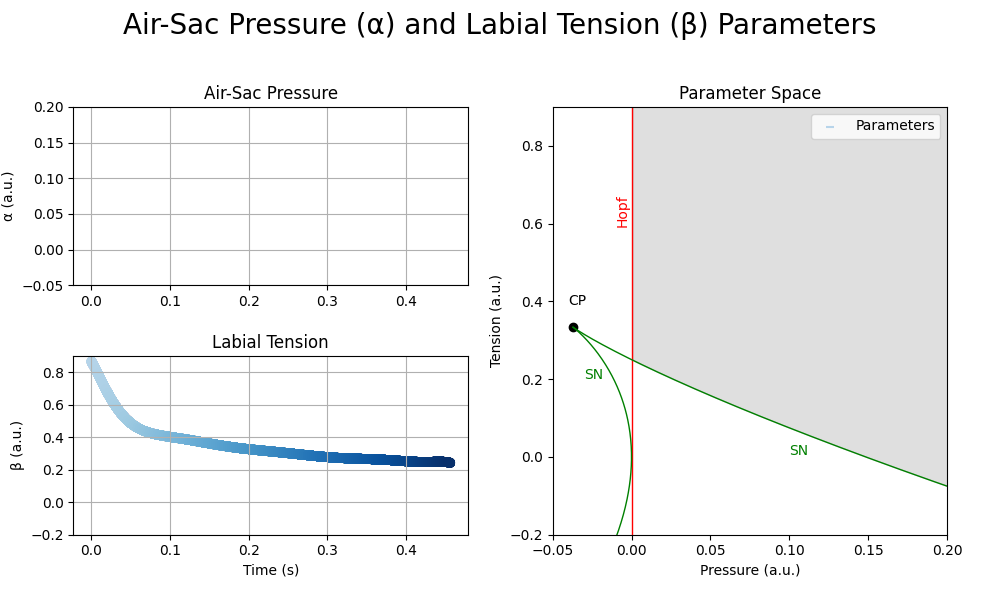 Air-Sac Pressure (α) and Labial Tension (β) Parameters
Air-Sac Pressure
α (a.u.)
0.20
0.15
0.10
0.05
0.00
−0.05
0.0 0.1 0.2 0.3 0.4
Labial Tension
β (a.u.)
0.8
0.6
0.4
0.2
0.0
−0.2
0.0 0.1 0.2 0.3 0.4
Time (s)
Parameter Space
Parameters
Tension (a.u.)
0.8
0.6
0.4
0.2
0.0
−0.2
Hopf
CP
SN
SN
−0.05 0.00 0.05 0.10 0.15 0.20
Pressure (a.u.)